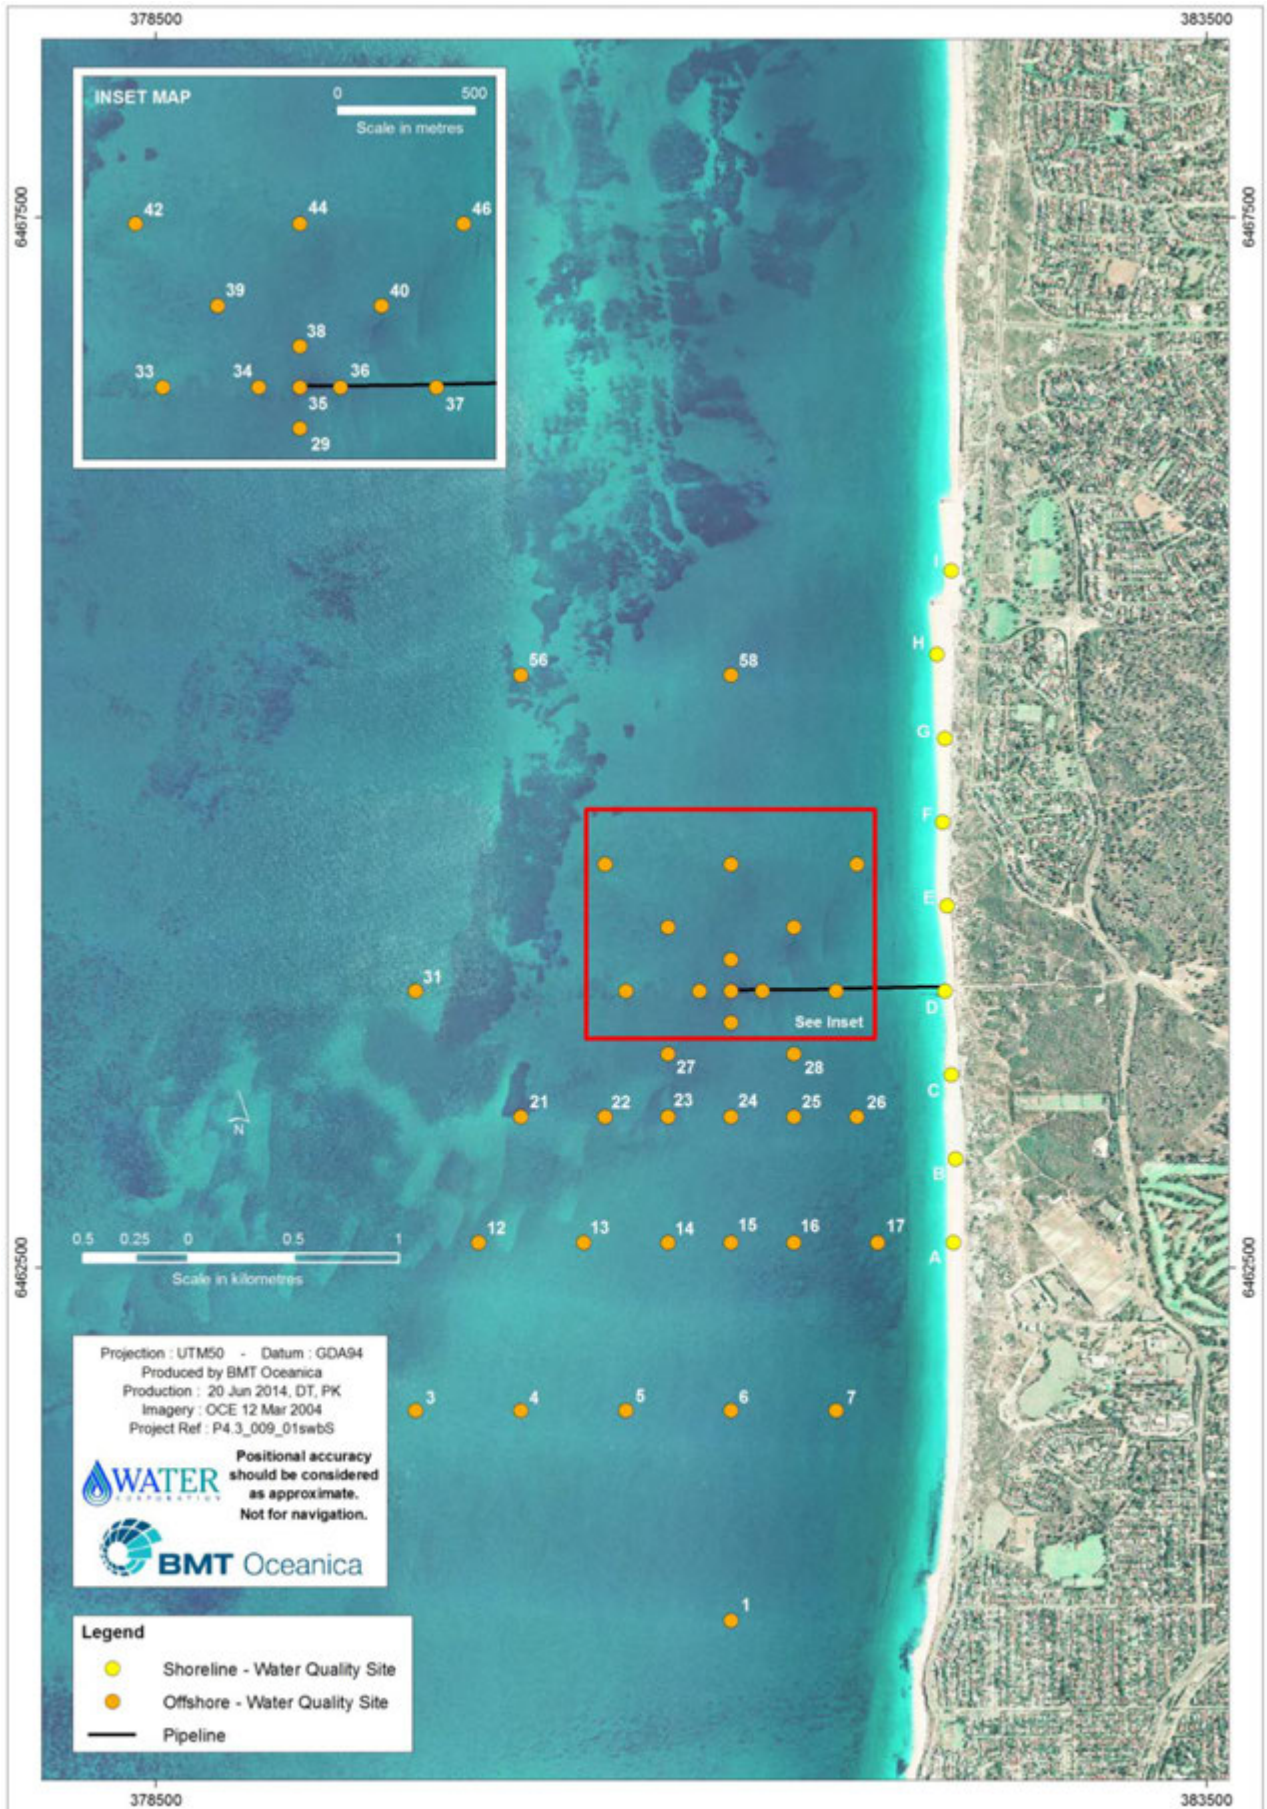 378500
383500
INSET MAP
0 500
Scale in metres
6467500
6467500
42
44
46
39
40
38
33
34
36
35
37
29
I
H
56
58
G
F
E
31
D
See Inset
27
28
C
21
22
23
24
25
26
N
B
12
13
14
15
16
17
A
0.5 0.25 0 0.5 1
Scale in kilometres
6462500
6462500
Projection : UTM50 - Datum : GDA94
Produced by BMT Oceanica
Production : 20 Jun 2014, DT, PK
Imagery : OCE 12 Mar 2004
Project Ref : P4.3_009_01swbS
3
4
5
6
7
WATER
CORPORATION
Positional accuracy
should be considered
as approximate.
Not for navigation.
BMT Oceanica
1
Legend
Shoreline - Water Quality Site
Offshore - Water Quality Site
Pipeline
378500
383500